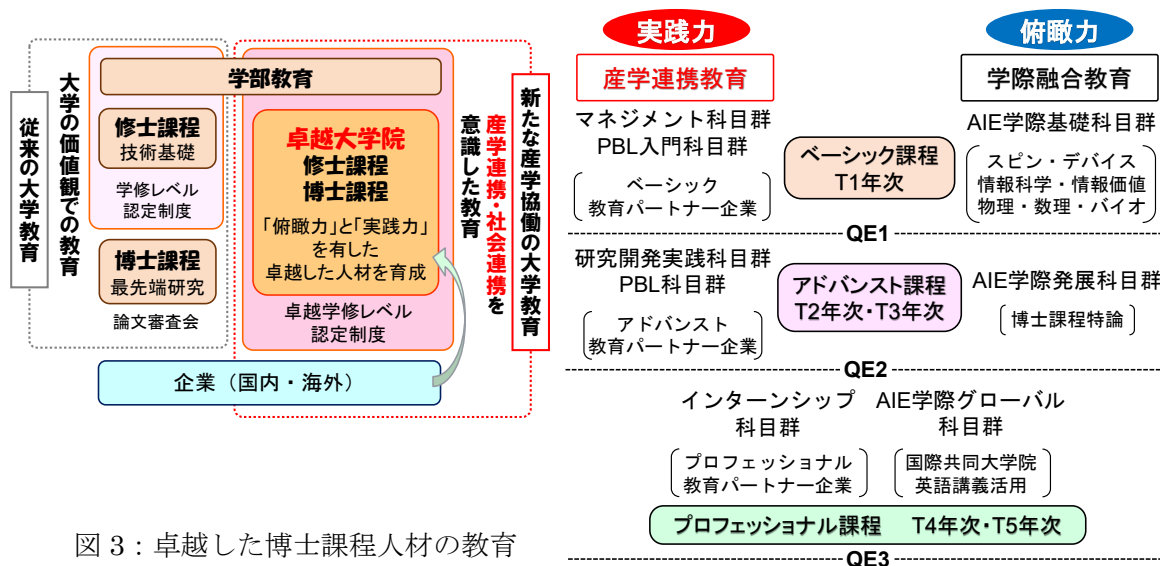 従来の大学教育
大学の価値観での教育
学部教育
修士課程
技術基礎
学修レベル
認定制度
博士課程
最先端研究
論文審査会
卓越大学院
修士課程
博士課程
「俯瞰力」と「実践力」
を有した
卓越した人材を育成
卓越学修レベル
認定制度
新たな産学協働の大学教育
産学連携・社会連携を
意識した教育
企業（国内・海外）
図 3：卓越した博士課程人材の教育
実践力
俯瞰力
産学連携教育
学際融合教育
マネジメント科目群
PBL入門科目群
ベーシック
教育パートナー企業
ベーシック課程
T1年次
AIE学際基礎科目群
スピン・デバイス
情報科学・情報価値
物理・数理・バイオ
QE1
研究開発実践科目群
PBL科目群
アドバンスト
教育パートナー企業
アドバンスト課程
T2年次・T3年次
AIE学際発展科目群
博士課程特論
QE2
インターンシップ
科目群
プロフェッショナル
教育パートナー企業
AIE学際グローバル
科目群
国際共同大学院
英語講義活用
プロフェッショナル課程　T4年次・T5年次
QE3